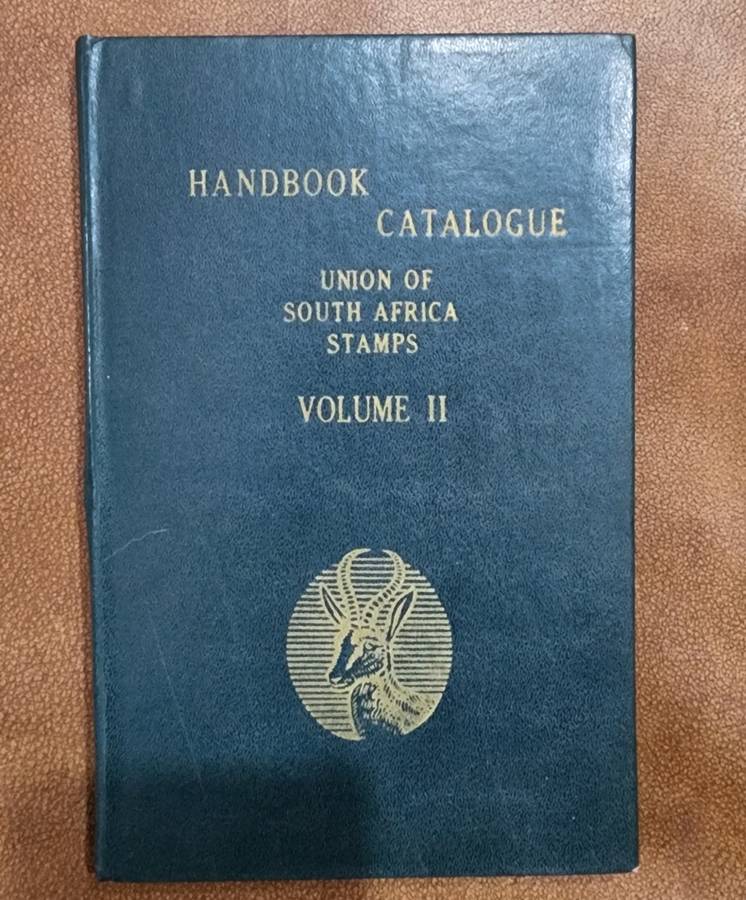 HANDBOOK
CATALOGUE
UNION OF
SOUTH AFRICA
STAMPS
VOLUME II